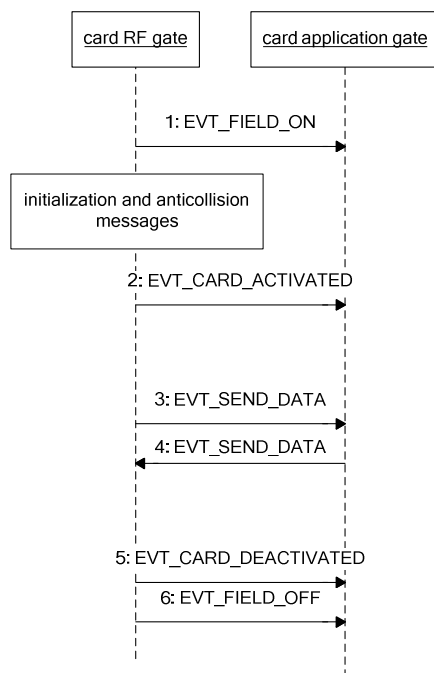 card RF gate
card application gate
1: EVT_FIELD_ON
initialization and anticollision
messages
2: EVT_CARD_ACTIVATED
3: EVT_SEND_DATA
4: EVT_SEND_DATA
5: EVT_CARD_DEACTIVATED
6: EVT_FIELD_OFF